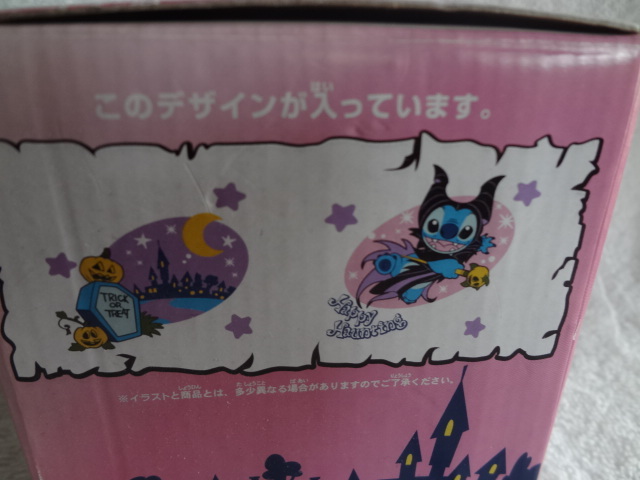 このデザインが入っています。
TRICK
OR
TREAT
Happy
Haunting
※イラストと商品とは、多少異なる場合がありますのでご了承ください。